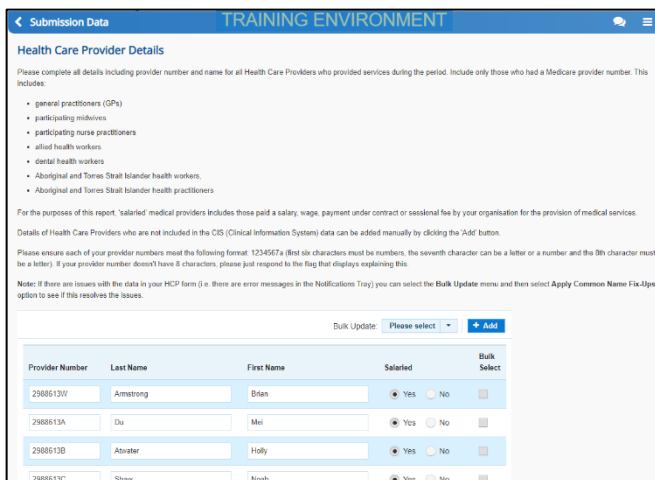 Submission Data
TRAINING ENVIRONMENT
Health Care Provider Details
Please complete all details including provider number and name for all Health Care Providers who provided services during the period. Include only those who had a Medicare provider number. This
includes:
• general practitioners (GPs)
• participating midwives
• participating nurse practitioners
• allied health workers
• dental health workers
• Aboriginal and Torres Strait Islander health workers,
• Aboriginal and Torres Strait Islander health practitioners
For the purposes of this report, 'salaried' medical providers includes those paid a salary, wage, payment under contract or sessional fee by your organisation for the provision of medical services.
Details of Health Care Providers who are not included in the CIS (Clinical Information System) data can be added manually by clicking the 'Add' button.
Please ensure each of your provider numbers meet the following format: 1234567a (first six characters must be numbers, the seventh character can be a letter or a number and the 8th character must
be a letter). If your provider number doesn't have 8 characters, please just respond to the flag that displays explaining this.
Note: If there are issues with the data in your HCP form (i.e. there are error messages in the Notifications Tray) you can select the Bulk Update menu and then select Apply Common Name Fix-Ups
option to see if this resolves the issues.
Bulk Update: Please select + Add
Provider Number Last Name First Name Salaried Bulk Select
2988613W Armstrong Brian Yes No
2988613A Du Mei Yes No
2988613B Atwater Holly Yes No
2988613C Shaw Noah Yes No